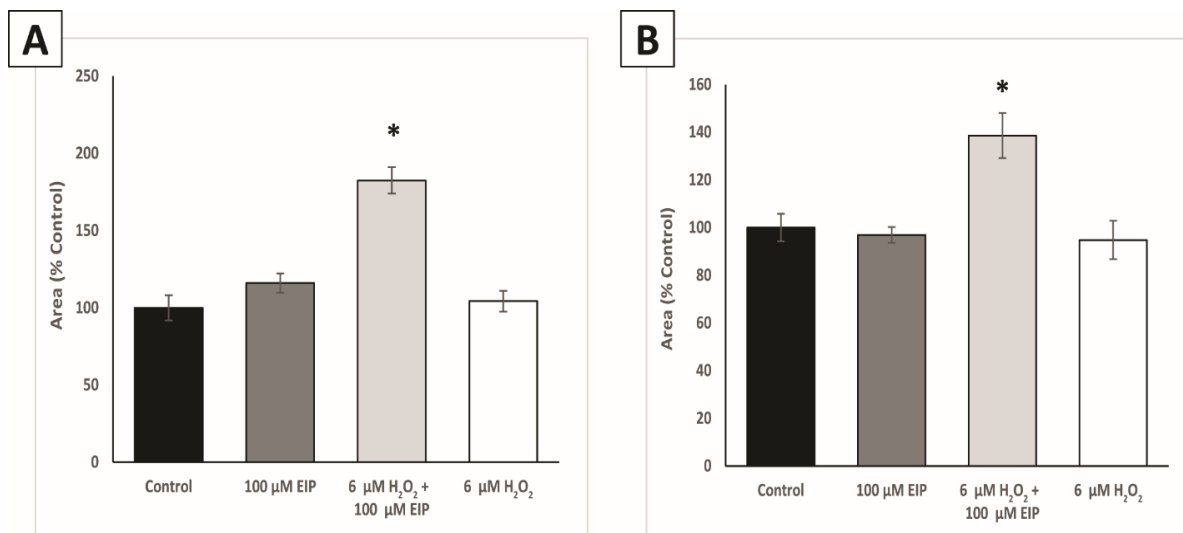 A
Area (% Control)
250
200
150
100
50
0
*
Control
100 µM EIP
6 µM H₂O₂ +
100 µM EIP
6 µM H₂O₂
B
Area (% Control)
160
140
120
100
80
60
40
20
0
*
Control
100 µM EIP
6 µM H₂O₂ +
100 µM EIP
6 µM H₂O₂